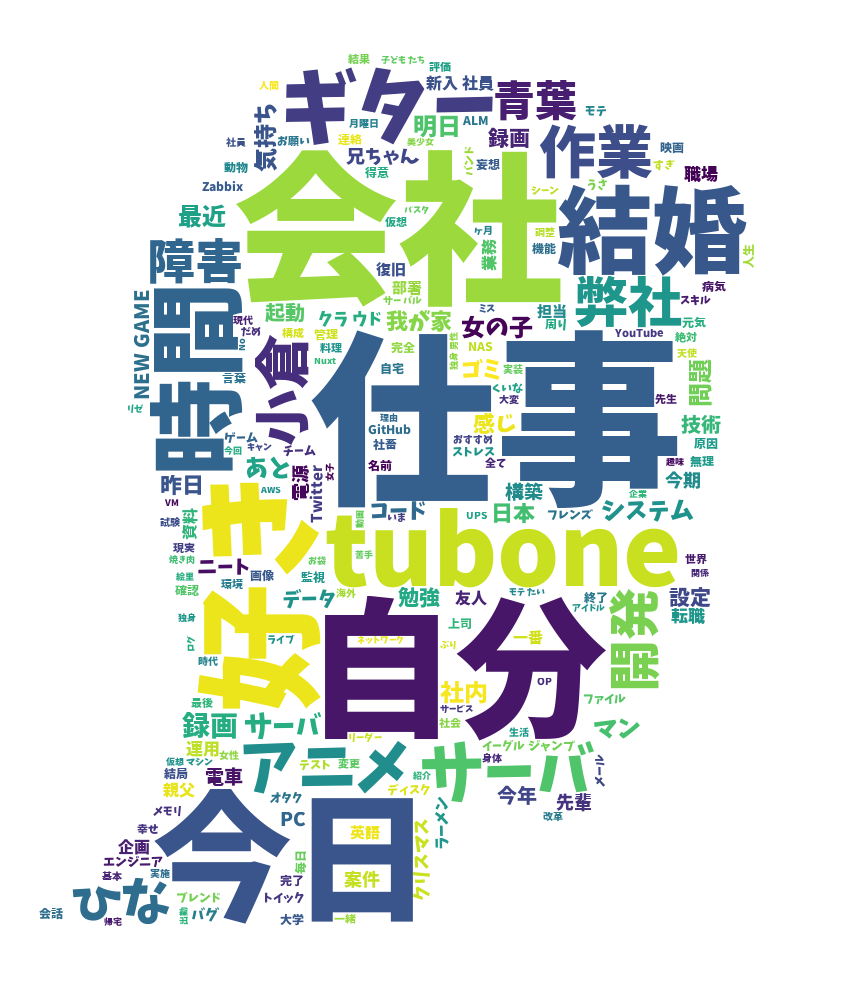 結果
子どもたち
評価
人間
ギター
新入 社員
青葉
気持ち
月曜日
明日
ALM
モテ
社員
お願い
連絡
美少女
録画
作業
映画
兄ちゃん
バンド
妄想
すぎ
動物
得意
職場
Zabbix
会社
シーン
うさ
結婚
最近
仮想
パスタ
ヶ月
調整
障害
業務
機能
人生
復旧
時間
部署
サーバル
弊社
病気
スキル
NEW GAME
起動
クラウド
我が家
ミス
担当
現代
だめ
女の子
周り
元気
構成
管理
YouTube
絶対
No
小倉
料理
完全
独身 男性
NAS
天使
Nuxt
仕事
自宅
ゴミ
実装
問題
言葉
くいな
大変
先生
リゼ
理由
感じ
技術
ゲーム
キャン
GitHub
おすすめ
原因
今回
チーム
社畜
ストレス
あと
女子
名前
全て
趣味
無理
昨日
AWS
電源
Twitter
構築
企業
今期
VM
好き
コード
いま
日本
フレンズ
システム
試験
資料
動画
UPS
tubone
現実
焼き肉
お袋
苦手
世界
ニート
画像
監視
関係
絵里
環境
確認
データ
海外
勉強
友人
モテたい
終了
設定
アイドル
転職
独身
自分
上司
開発
ログ
ライブ
ネットワーク
ぶり
一番
時代
OP
社内
最後
サービス
ファイル
録画
サーバ
社会
生活
マン
運用
女性
リーダー
アニメ
サーバ
イーグル ジャンプ
仮想 マシン
テスト
変更
身体
結局
電車
紹介
メール
親父
ディスク
オタク
今年
先輩
メモリ
今日
PC
ラーメン
改革
幸せ
英語
クリスマス
企画
エンジニア
毎日
基本
実施
案件
完了
ひな
ブレンド
トイック
会話
バグ
帰宅
大学
一緒